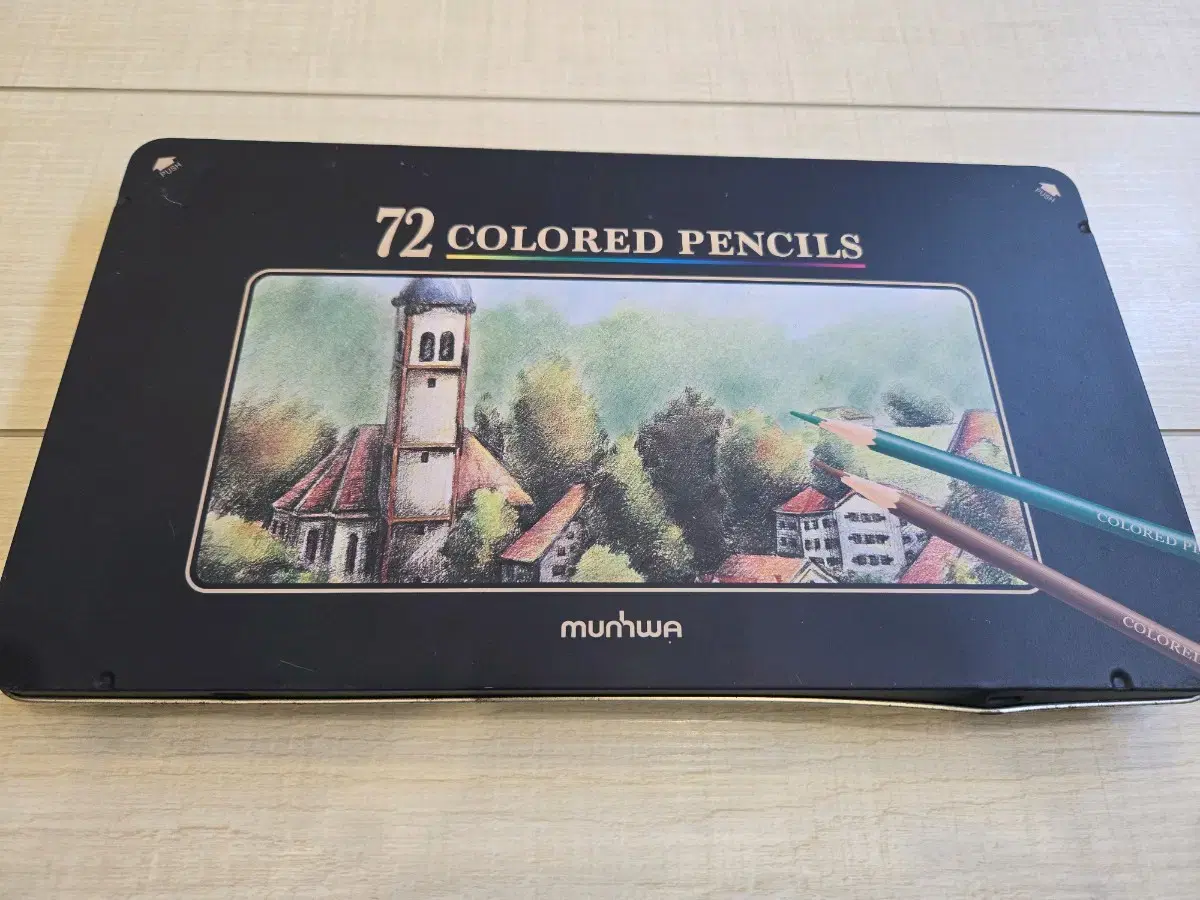 PUSH
PUSH
72 COLORED PENCILS
COLORED PE
COLORED
munhwa